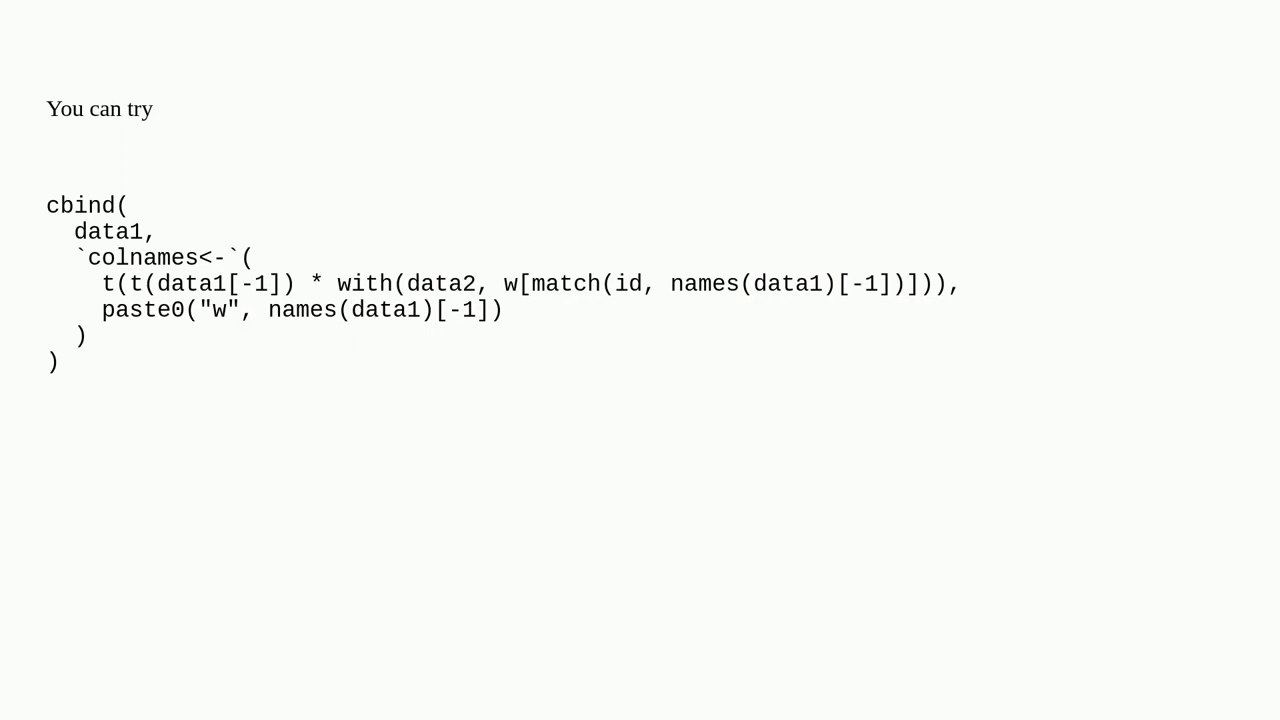 You can try
cbind(
  data1,
  `colnames<-`(
    t(t(data1[-1]) * with(data2, w[match(id, names(data1)[-1])])),
    paste0("w", names(data1)[-1])
  )
)